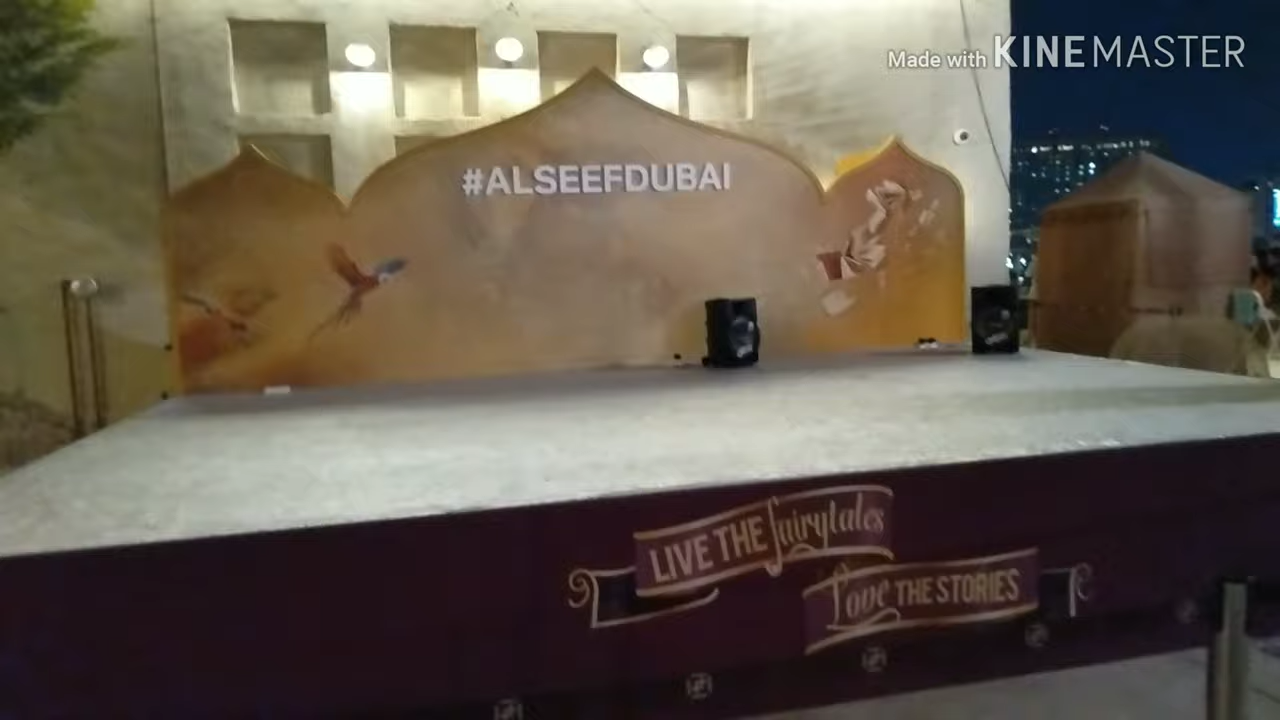 Made with KINEMASTER
#ALSEEFDUBAI
LIVE THE fairytales
Love THE STORIES